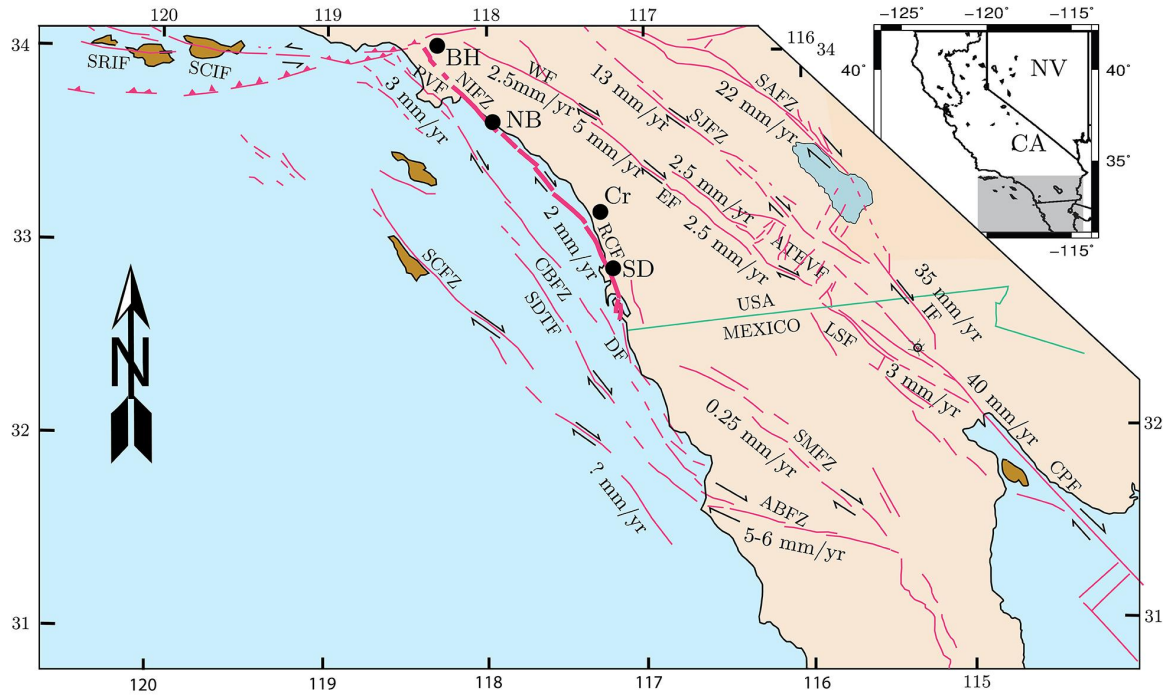 120
119
118
117
-125°
-120°
-115°
34
116
34
BH
SRIF
SCIF
PVF
NIFZ
3 mm/yr
2.5mm/yr
WF
13 mm/yr
SJFZ
SAFZ
22 mm/yr
40°
NV
40°
NB
5 mm/yr
CA
35°
35°
2.5 mm/yr
EF
2.5 mm/yr
Cr
RCF
-115°
33
SCFZ
2 mm/yr
SD
ATEVF
CBFZ
SDTF
35 mm/yr
IF
USA
MEXICO
DF
LSF
N
3 mm/yr
40 mm/yr
32
0.25 mm/yr
SMFZ
32
? mm/yr
CPF
ABFZ
5-6 mm/yr
31
31
120
119
118
117
116
115